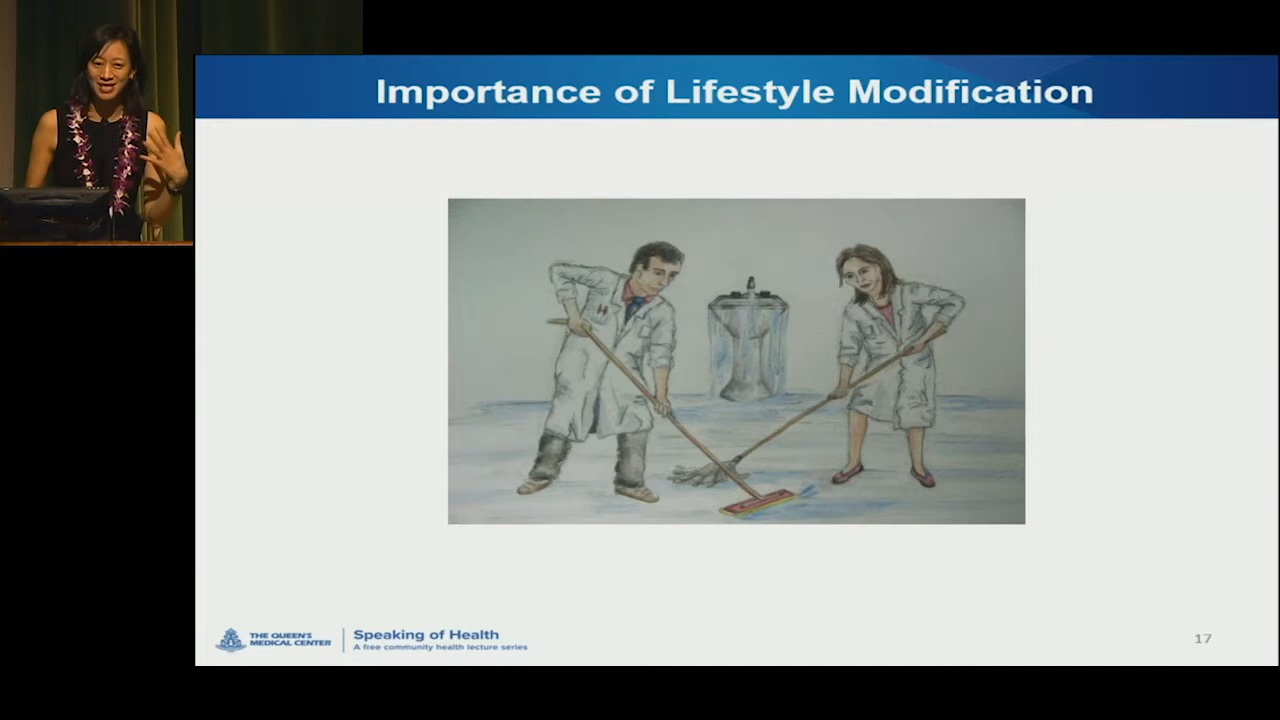 Importance of Lifestyle Modification
THE QUEEN'S
MEDICAL CENTER
Speaking of Health
A free community health lecture series
17